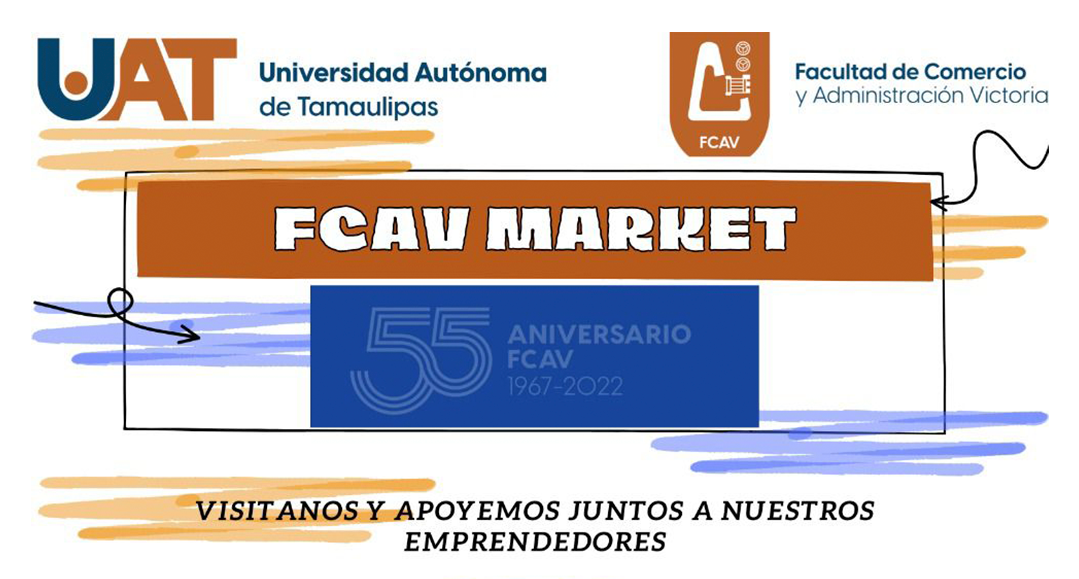 UAT
Universidad Autónoma
de Tamaulipas
FCAV
Facultad de Comercio
y Administración Victoria
FCAV MARKET
55
ANIVERSARIO
FCAV
1967-2022
VISITANOS Y APOYEMOS JUNTOS A NUESTROS
EMPRENDEDORES